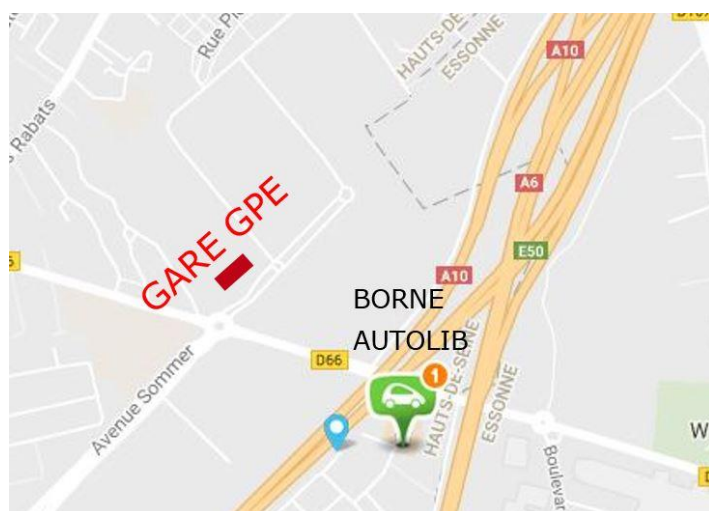 Rue Pi
HAUTS-DE-SEINE
ESSONNE
A10
Rabats
A6
GARE GPE
E50
A10
BORNE
AUTOLIB
D66
1
Avenue Sommer
HAUTS-DE-SEINE
ESSONNE
Boulevar
W
D